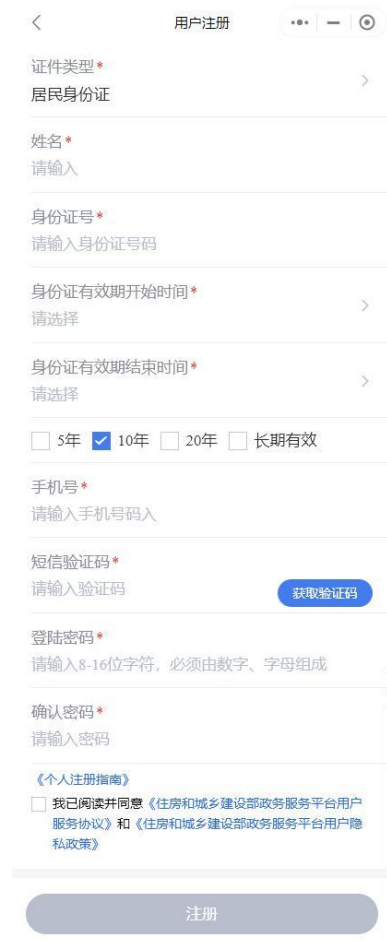 用户注册
证件类型*
居民身份证
姓名*
请输入
身份证号*
请输入身份证号码
身份证有效期开始时间*
请选择
身份证有效期结束时间*
请选择
5年 10年 20年 长期有效
手机号*
请输入手机号码入
短信验证码*
请输入验证码
获取验证码
登陆密码*
请输入8-16位字符，必须由数字、字母组成
确认密码*
请输入密码
《个人注册指南》
我已阅读并同意《住房和城乡建设部政务服务平台用户
服务协议》和《住房和城乡建设部政务服务平台用户隐
私政策》
注册